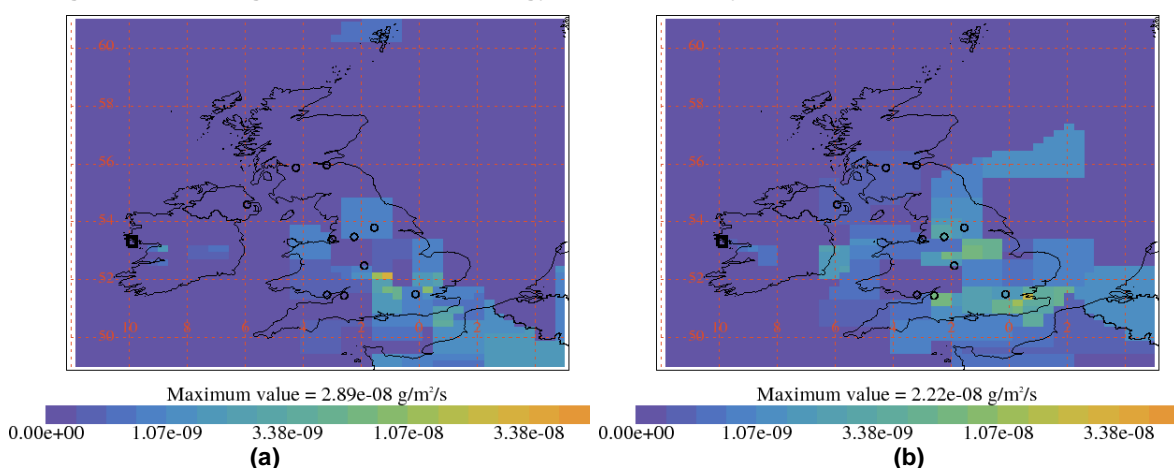 60 60
58 58
56 56
54 54
52 52
50 50
10 8 6 4 2 0 2 10 8 6 4 2 0 2
Maximum value = 2.89e-08 g/m²/s Maximum value = 2.22e-08 g/m²/s
0.00e+00 1.07e-09 3.38e-09 1.07e-08 3.38e-08 0.00e+00 1.07e-09 3.38e-09 1.07e-08 3.38e-08
(a) (b)